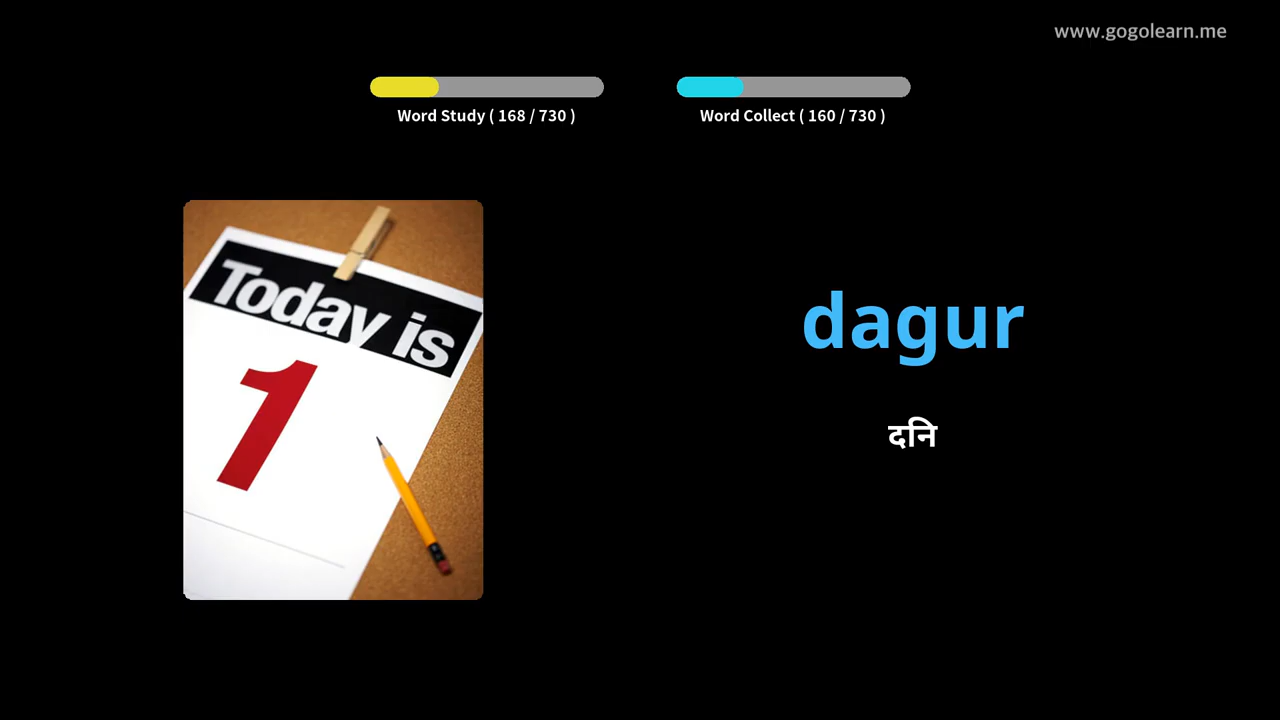 www.gogolearn.me
Word Study ( 168 / 730 )
Word Collect ( 160 / 730 )
Today is
1
dagur
दनि